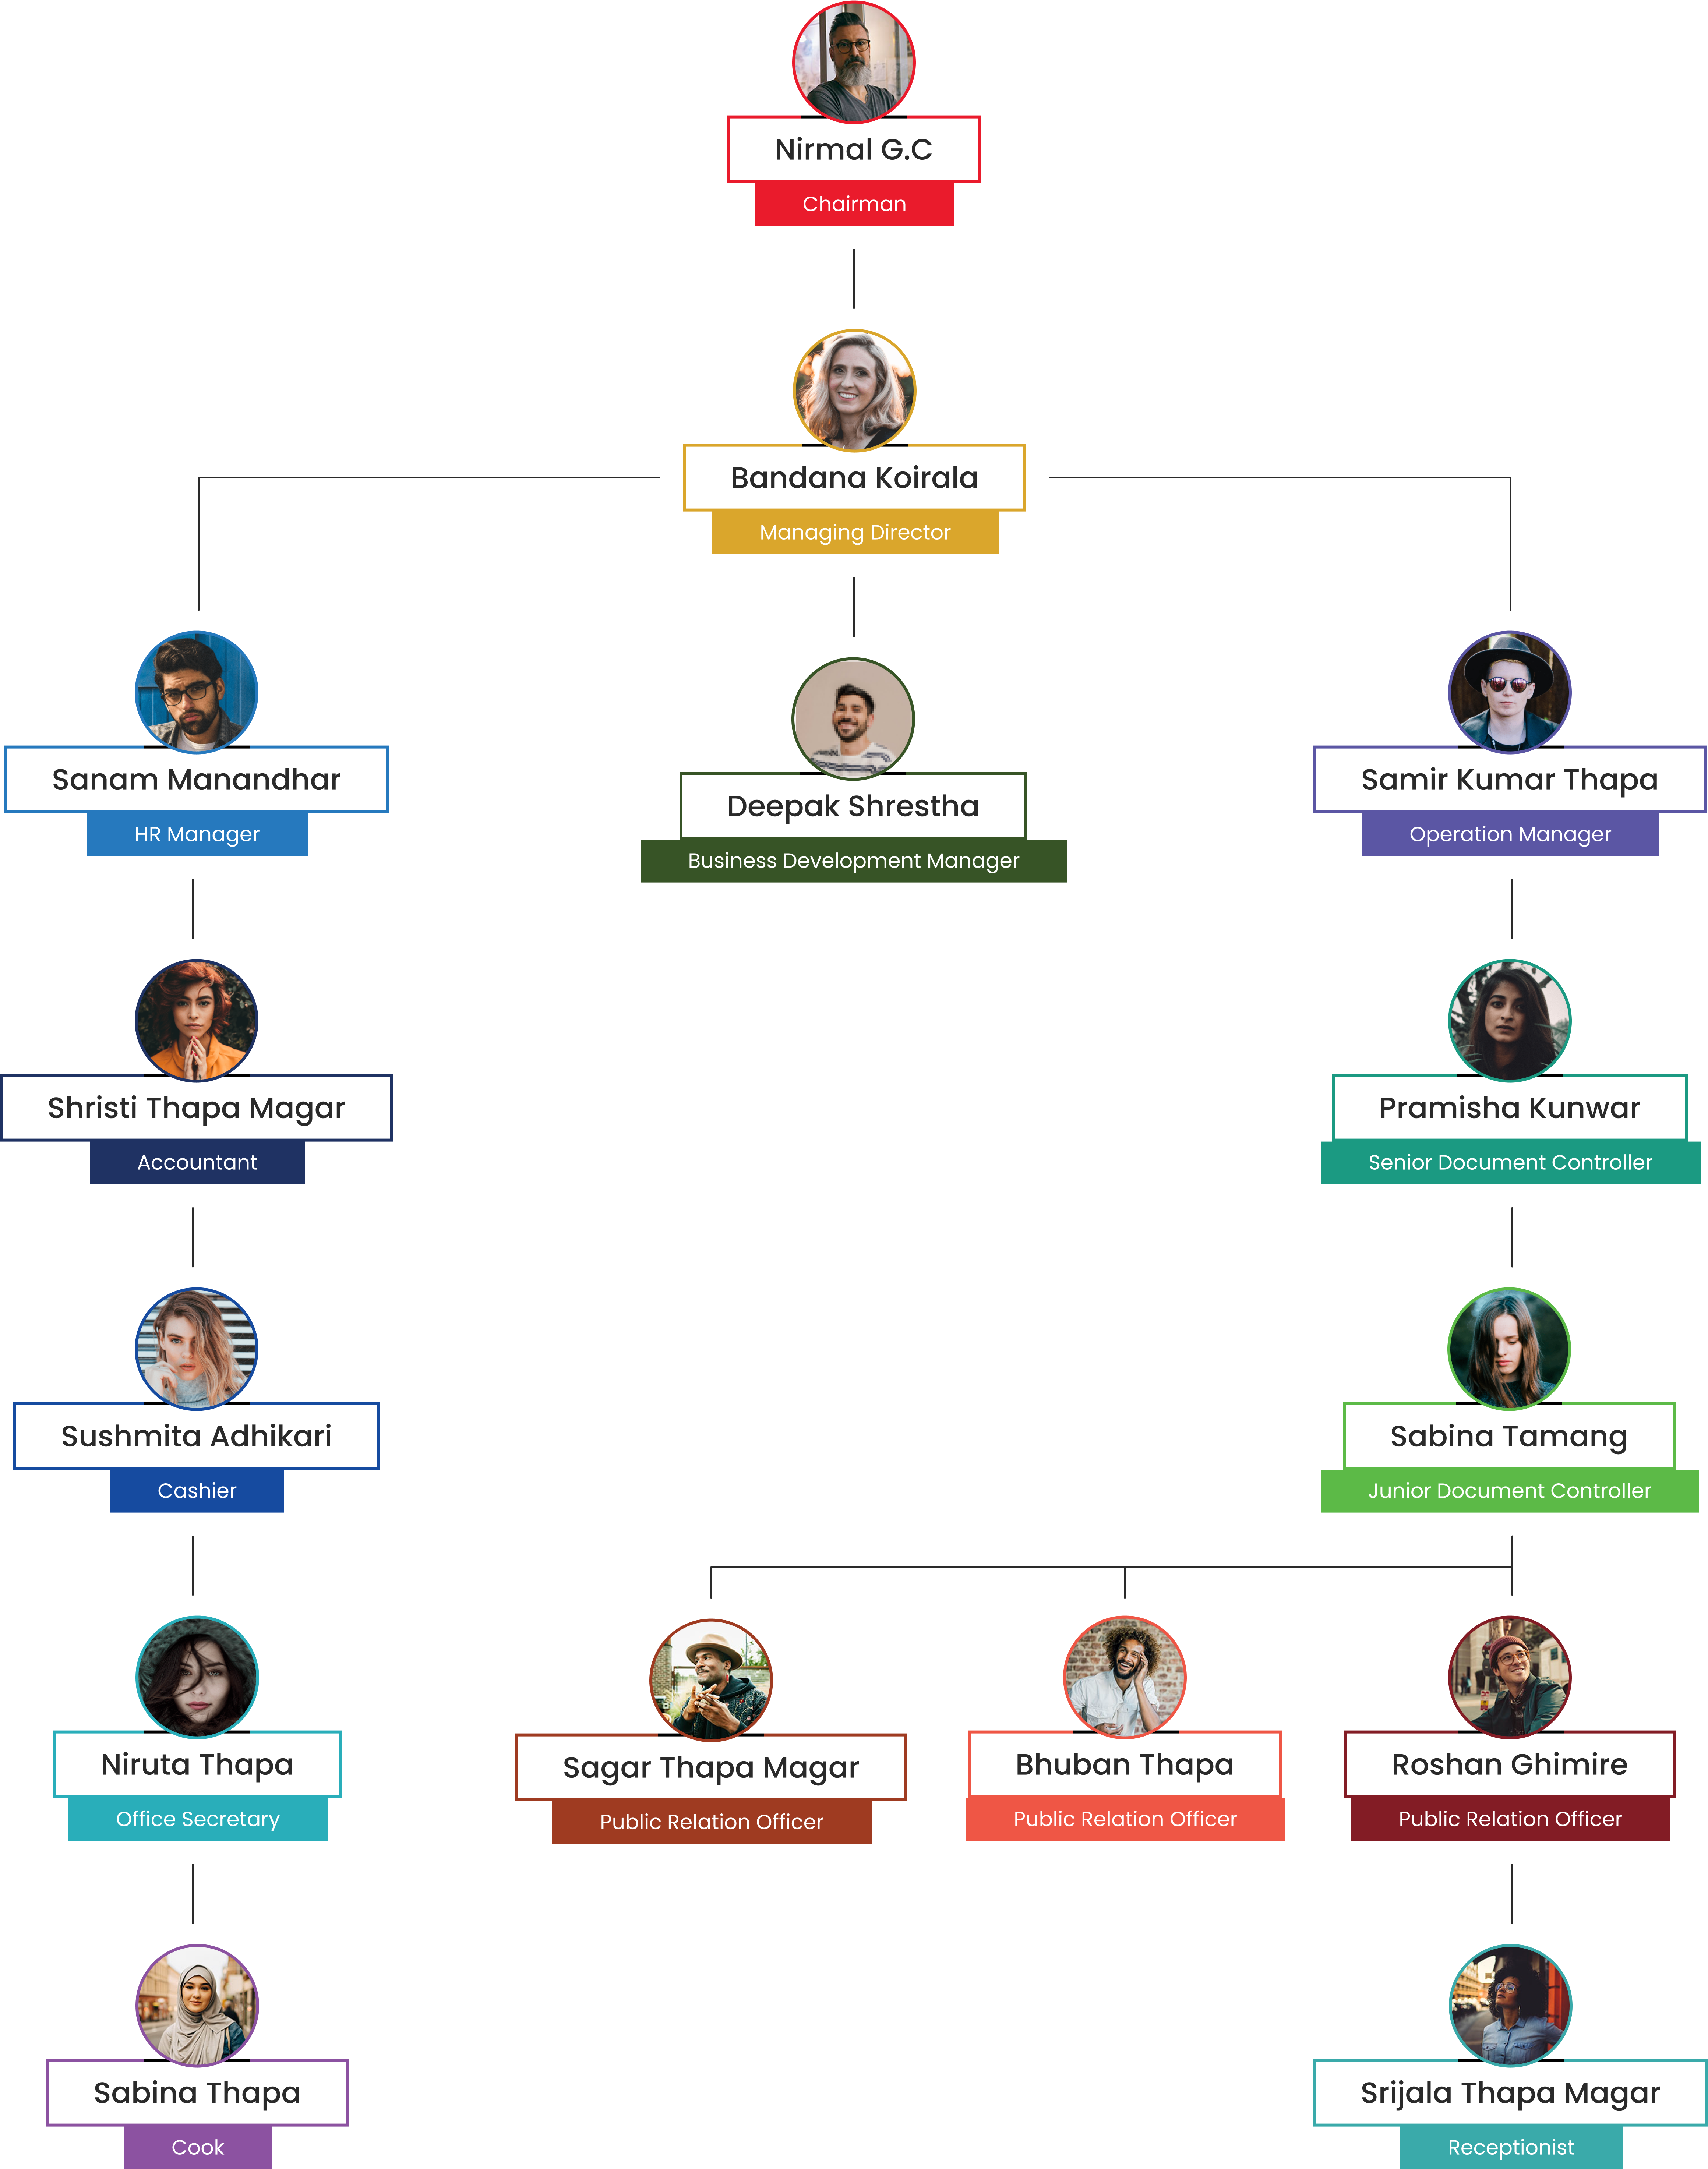 Nirmal G.C
Chairman
Bandana Koirala
Managing Director
Sanam Manandhar
HR Manager
Deepak Shrestha
Business Development Manager
Samir Kumar Thapa
Operation Manager
Shristi Thapa Magar
Accountant
Pramisha Kunwar
Senior Document Controller
Sushmita Adhikari
Cashier
Sabina Tamang
Junior Document Controller
Niruta Thapa
Office Secretary
Sagar Thapa Magar
Public Relation Officer
Bhuban Thapa
Public Relation Officer
Roshan Ghimire
Public Relation Officer
Sabina Thapa
Cook
Srijala Thapa Magar
Receptionist